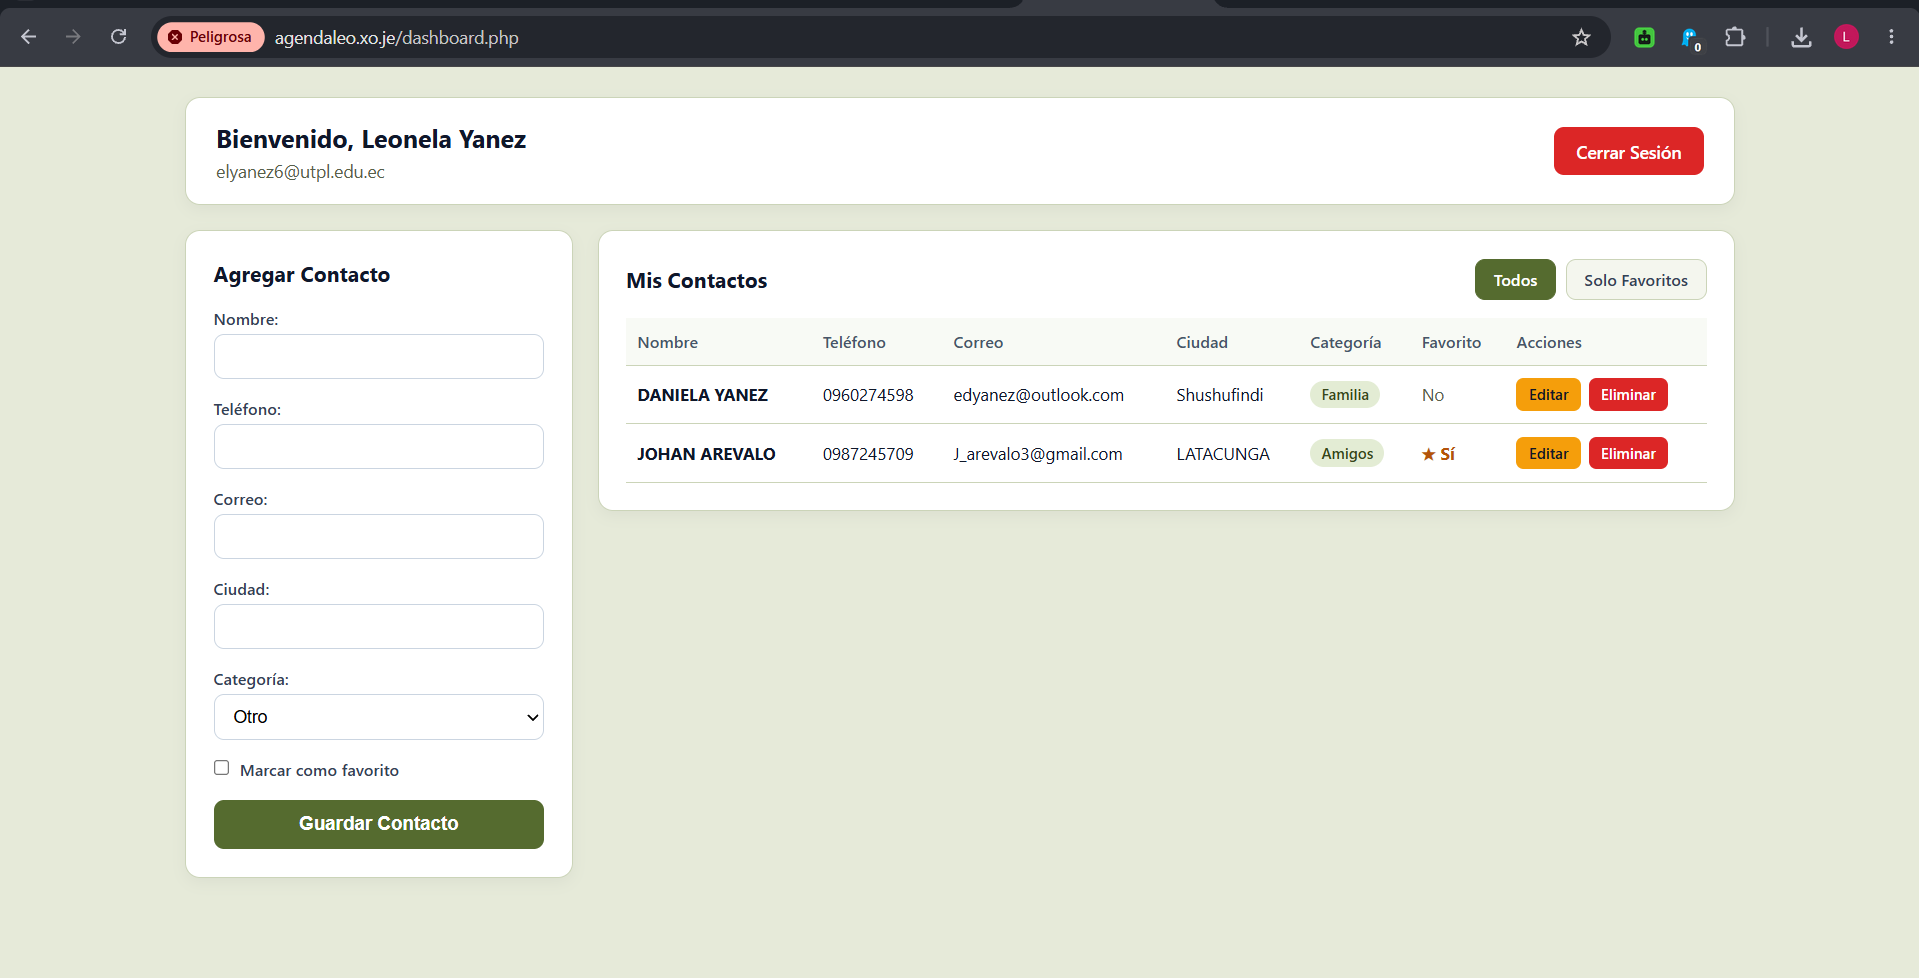 Peligrosa agendaleo.xo.je/dashboard.php 0 L
Bienvenido, Leonela Yanez
elyanez6@utpl.edu.ec
Cerrar Sesión
Agregar Contacto
Nombre:
Teléfono:
Correo:
Ciudad:
Categoría:
Otro
Marcar como favorito
Guardar Contacto
Mis Contactos
Todos Solo Favoritos
Nombre Teléfono Correo Ciudad Categoría Favorito Acciones
DANIELA YANEZ 0960274598 edyanez@outlook.com Shushufindi Familia No Editar Eliminar
JOHAN AREVALO 0987245709 J_arevalo3@gmail.com LATACUNGA Amigos ★ Sí Editar Eliminar